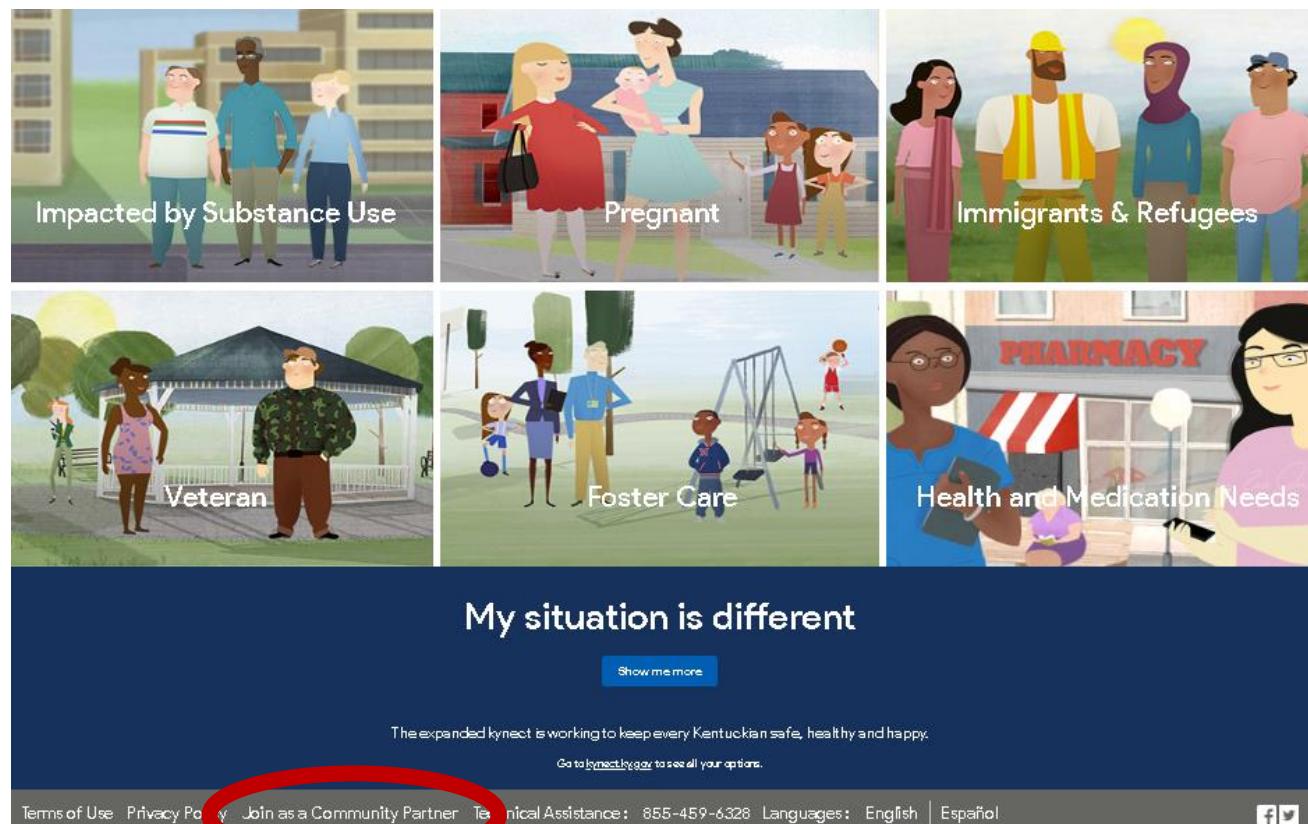 Impacted by Substance Use
Pregnant
Immigrants & Refugees
PHARMACY
Veteran
Foster Care
Health and Medication Needs
My situation is different
Show me more
The expanded kynect is working to keep every Kentuckian safe, healthy and happy.
Go to kynect.ky.gov to see all your options.
Terms of Use Privacy Join as a Community Partner Assistance: 855-459-6328 Languages: English | Español